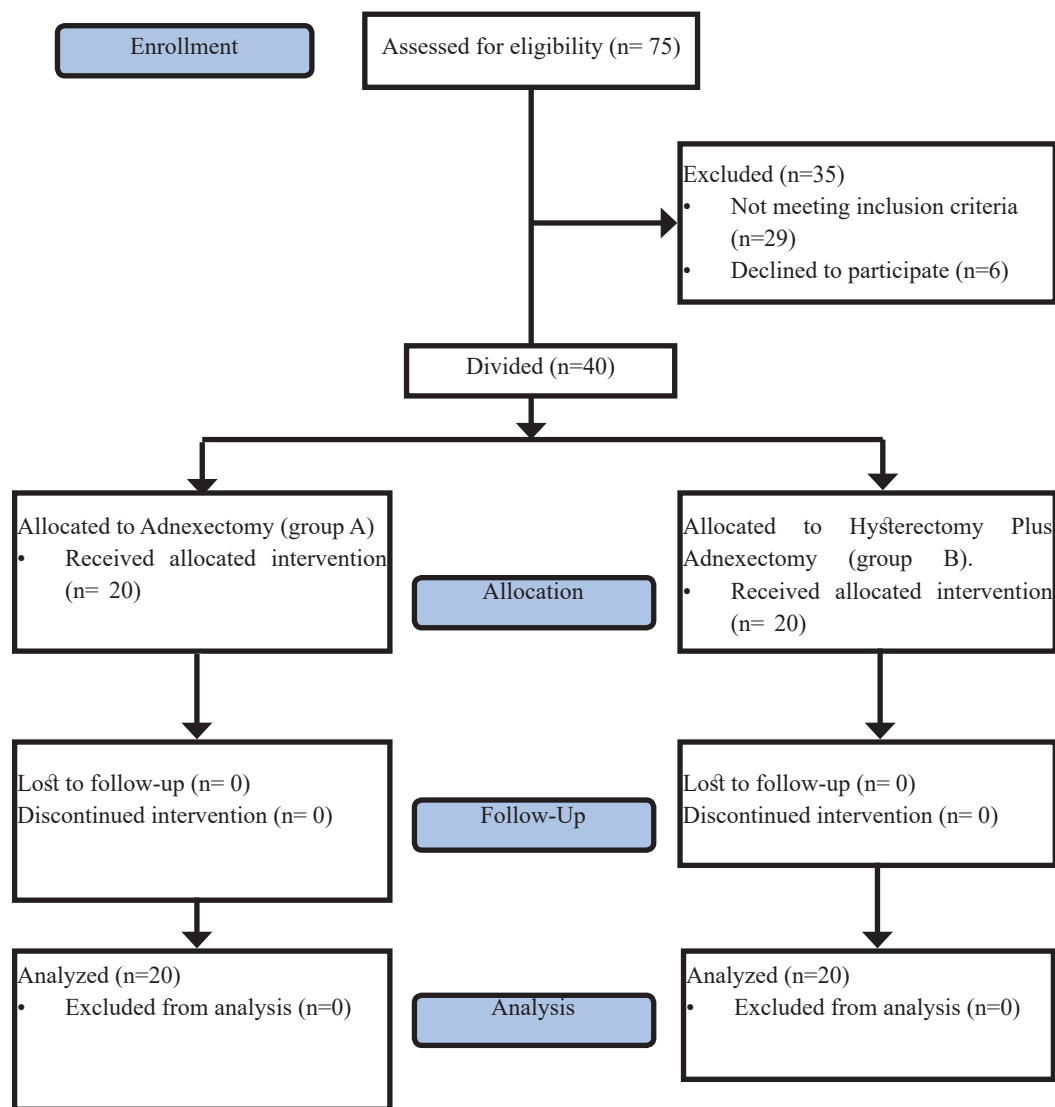 Enrollment
Assessed for eligibility (n= 75)
Excluded (n=35)
• Not meeting inclusion criteria
(n=29)
• Declined to participate (n=6)
Divided (n=40)
Allocated to Adnexectomy (group A)
• Received allocated intervention
(n= 20)
Allocation
Allocated to Hysterectomy Plus
Adnexectomy (group B).
• Received allocated intervention
(n= 20)
Lost to follow-up (n= 0)
Discontinued intervention (n= 0)
Follow-Up
Lost to follow-up (n= 0)
Discontinued intervention (n= 0)
Analyzed (n=20)
• Excluded from analysis (n=0)
Analysis
Analyzed (n=20)
• Excluded from analysis (n=0)